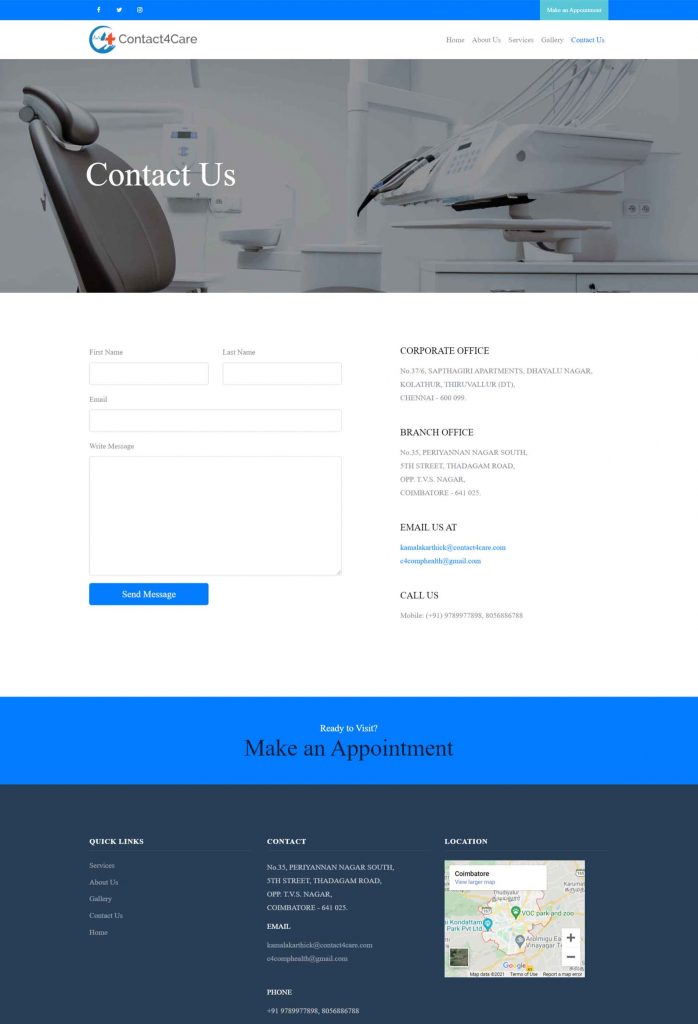 Make an Appointment
Contact4Care
Home About Us Services Gallery Contact Us
Contact Us
First Name Last Name
Email
Write Message
Send Message
CORPORATE OFFICE
No.37/6, SAPTHAGIRI APARTMENTS, DHAYALU NAGAR,
KOLATHUR, THIRUVALLUR (DT),
CHENNAI - 600 099.
BRANCH OFFICE
No.35, PERIYANNAN NAGAR SOUTH,
5TH STREET, THADAGAM ROAD,
OPP. T.V.S. NAGAR,
COIMBATORE - 641 025.
EMAIL US AT
kamalakarthick@contact4care.com
c4comphealth@gmail.com
CALL US
Mobile: (+91) 9789977898, 8056886788
Ready to Visit?
Make an Appointment
QUICK LINKS
Services
About Us
Gallery
Contact Us
Home
CONTACT
No.35, PERIYANNAN NAGAR SOUTH,
5TH STREET, THADAGAM ROAD,
OPP. T.V.S. NAGAR,
COIMBATORE - 641 025.
EMAIL
kamalakarthick@contact4care.com
c4comphealth@gmail.com
PHONE
+91 9789977898, 8056886788
LOCATION
Coimbatore
View larger map
Thudiyalur
Karuma
VOC park and zoo
Kondattam
Park Pvt Ltd
Arulmigu Ea
Vinayagar Te
Google
Map data ©2021 Terms of Use Report a map error